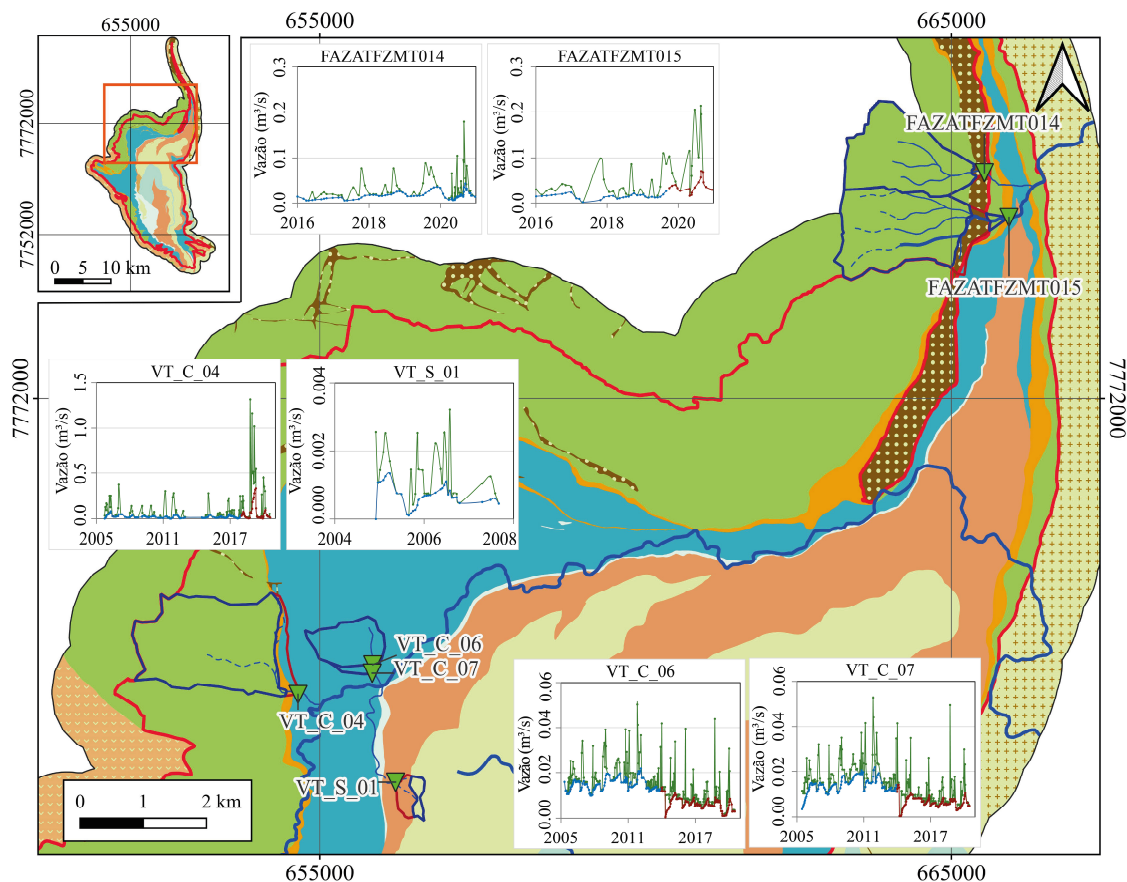 655000
7772000
7752000
0 5 10 km
655000
665000
FAZATFZMT014
Vazão (m³/s)
0.3
0.2
0.1
0.0
2016
2018
2020
FAZATFZMT015
Vazão (m³/s)
0.3
0.2
0.1
0.0
2016
2018
2020
FAZATFZMT014
FAZATFZMT015
7772000
7772000
VT_C_04
Vazão (m³/s)
1.5
1.0
0.5
0.0
2005
2011
2017
VT_S_01
Vazão (m³/s)
0.004
0.002
0.000
2004
2006
2008
VT_C_06
VT_C_07
VT_C_04
VT_S_01
VT_C_06
Vazão (m³/s)
0.06
0.04
0.02
0.00
2005
2011
2017
VT_C_07
Vazão (m³/s)
0.06
0.04
0.02
0.00
2005
2011
2017
0 1 2 km
655000
665000